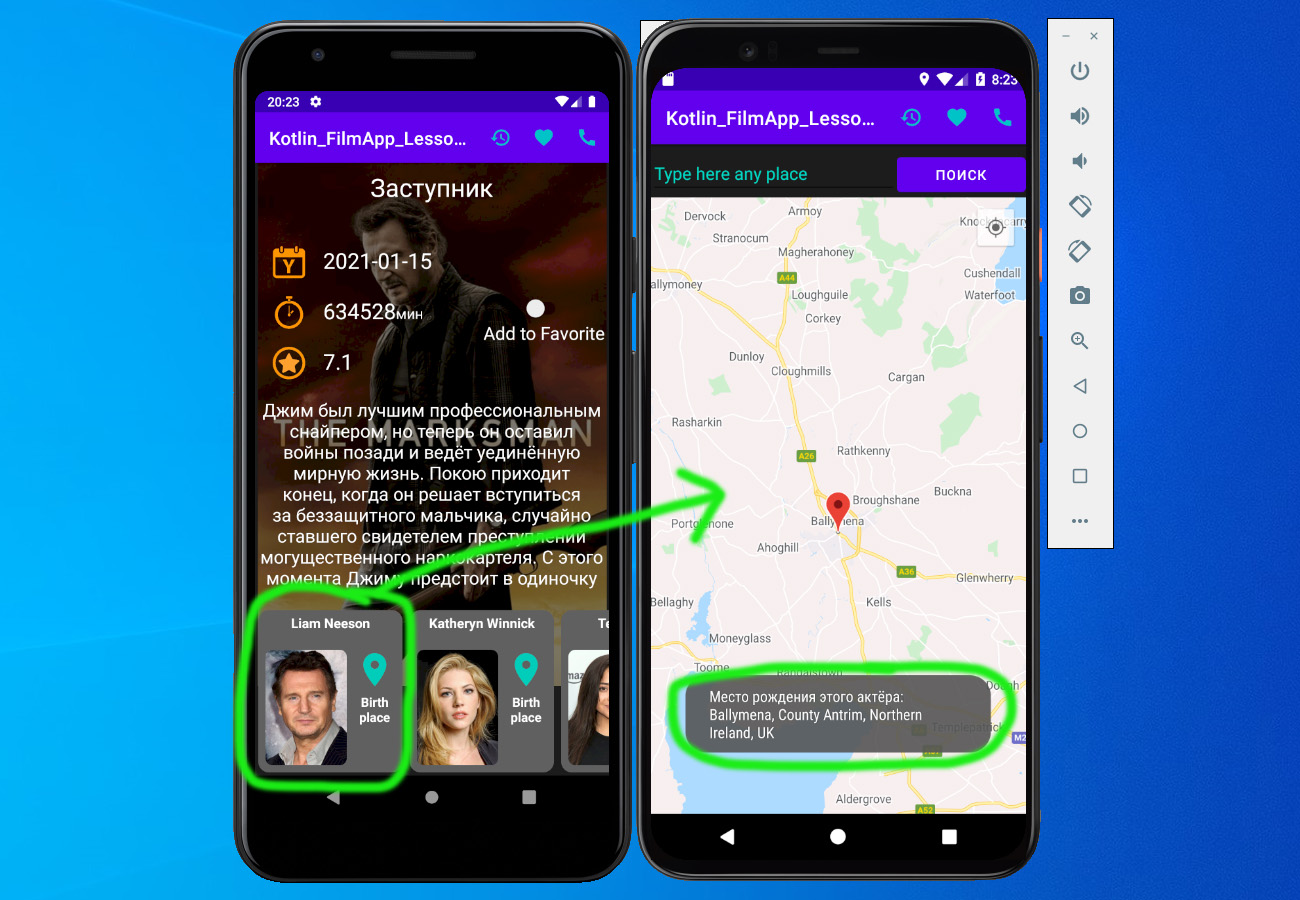 20:23
Kotlin_FilmApp_Lesso...
Заступник
2021-01-15
634528мин
Add to Favorite
7.1
THE MARKSMAN
Джим был лучшим профессиональным
снайпером, но теперь он оставил
войны позади и ведёт уединённую
мирную жизнь. Покою приходит
конец, когда он решает вступиться
за беззащитного мальчика, случайно
ставшего свидетелем преступлении
могущественного наркокартеля. С этого
момента Джиму предстоит в одиночку
Liam Neeson
Birth
place
Katheryn Winnick
Birth
place
Te
8:23
Kotlin_FilmApp_Lesso...
Type here any place
ПОИСК
Dervock
Armoy
Stranocum
Magherahoney
Cushendall
A44
allymoney
Loughguile
Waterfoot
Corkey
Dunloy
Cloughmills
Cargan
Rasharkin
A26
Rathkenny
Buckna
Broughshane
Ballymena
Portglenone
Ahoghill
A36
Glenwherry
Bellaghy
Kells
Moneyglass
Toome
Randalstown
Dough
Место рождения этого актёра:
Ballymena, County Antrim, Northern
Ireland, UK
Templepatrick
M2
Aldergrove
A52